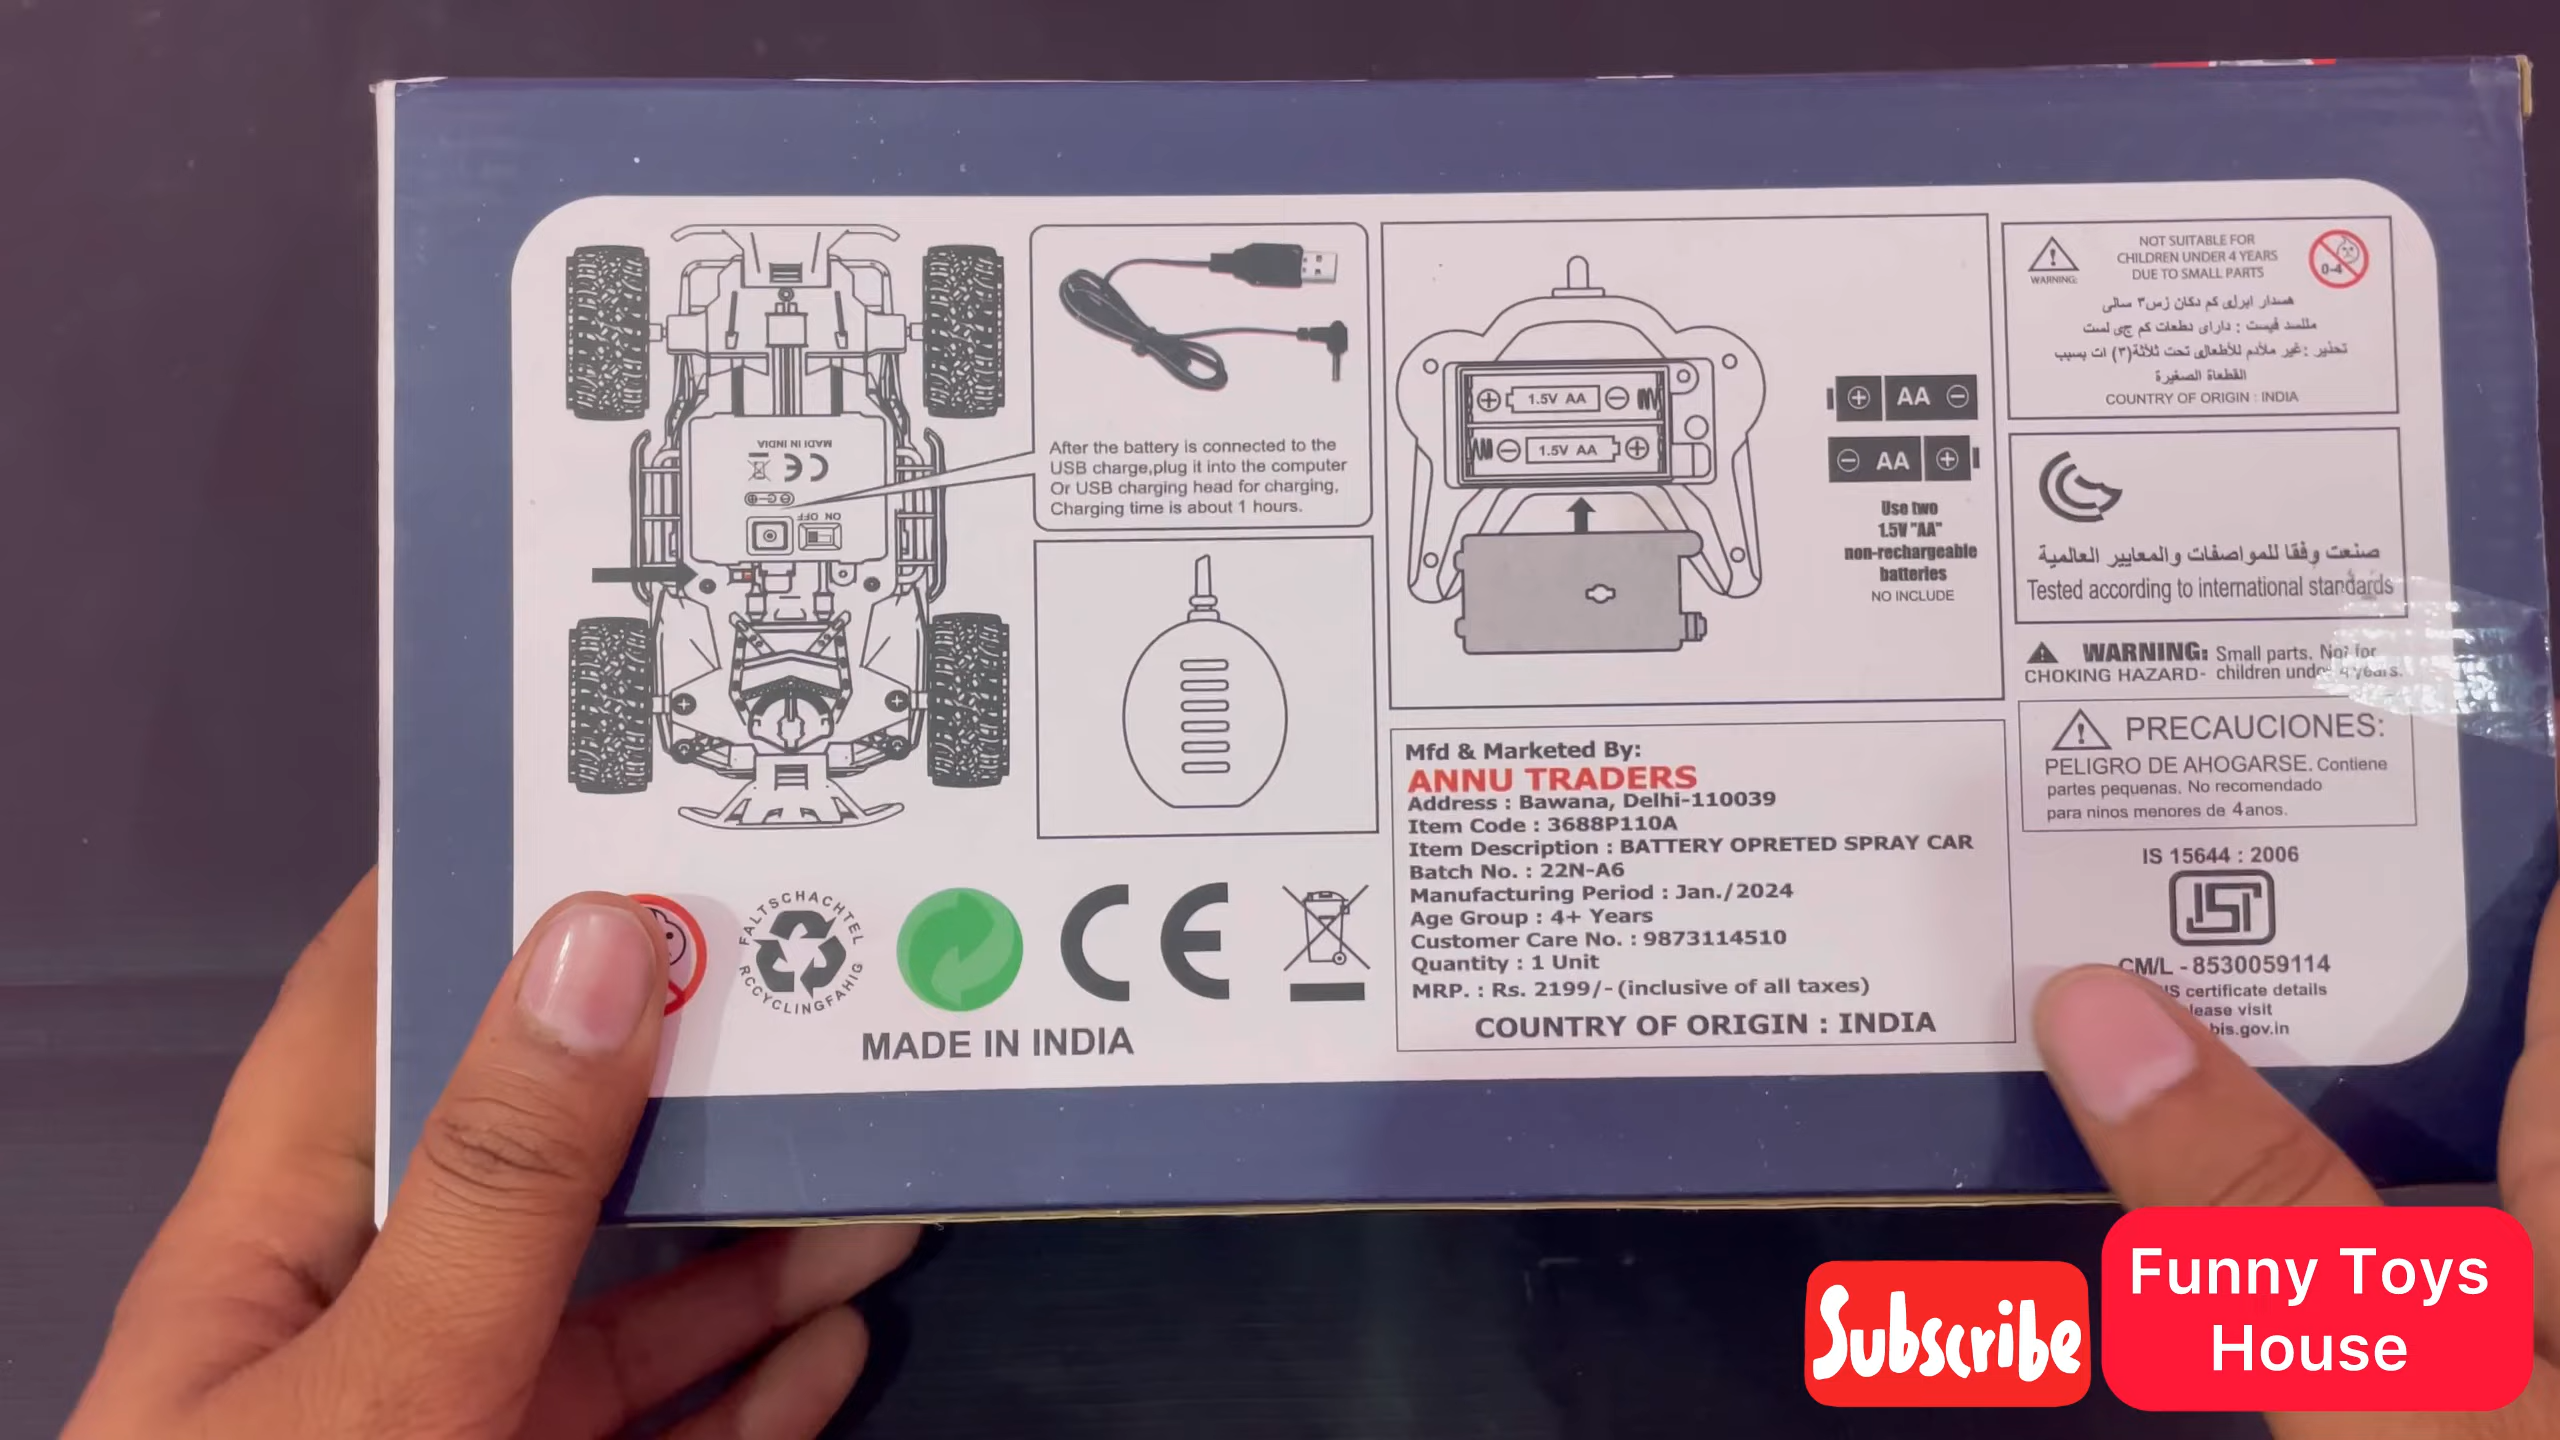 MADE IN INDIA
CE
ON OFF
After the battery is connected to the
USB charge,plug it into the computer
Or USB charging head for charging,
Charging time is about 1 hours.
1.5V AA
1.5V AA
AA
AA
Use two
1.5V "AA"
non-rechargeable
batteries
NO INCLUDE
WARNING:
NOT SUITABLE FOR
CHILDREN UNDER 4 YEARS
DUE TO SMALL PARTS
0-4
القطعاة الصغيرة
COUNTRY OF ORIGIN : INDIA
صنعت وفقا للمواصفات والمعايير العالمية
Tested according to international standards
WARNING: Small parts. Not for
CHOKING HAZARD- children under 4 years.
PRECAUCIONES:
PELIGRO DE AHOGARSE. Contiene
partes pequenas. No recomendado
para ninos menores de 4anos.
IS 15644 : 2006
ISI
CM/L - 8530059114
certificate details
visit
bis.gov.in
Mfd & Marketed By:
ANNU TRADERS
Address : Bawana, Delhi-110039
Item Code : 3688P110A
Item Description : BATTERY OPRETED SPRAY CAR
Batch No. : 22N-A6
Manufacturing Period : Jan./2024
Age Group : 4+ Years
Customer Care No. : 9873114510
Quantity : 1 Unit
MRP. : Rs. 2199/-(inclusive of all taxes)
COUNTRY OF ORIGIN : INDIA
FALTSCHACHTEL
RCCYCLINGFAHIG
CE
MADE IN INDIA
Subscribe
Funny Toys
House